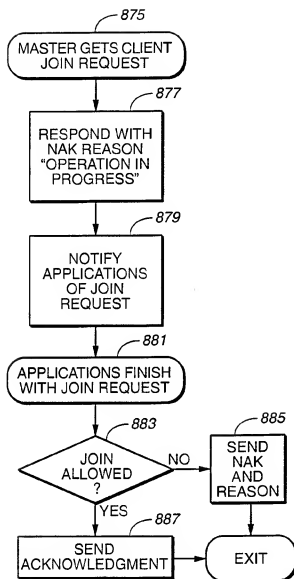 875
MASTER GETS CLIENT
JOIN REQUEST
877
RESPOND WITH
NAK REASON
“OPERATION IN
PROGRESS”
879
NOTIFY
APPLICATIONS
OF JOIN
REQUEST
881
APPLICATIONS FINISH
WITH JOIN REQUEST
883
JOIN
ALLOWED
?
NO
885
SEND
NAK
AND
REASON
YES
887
SEND
ACKNOWLEDGMENT
EXIT